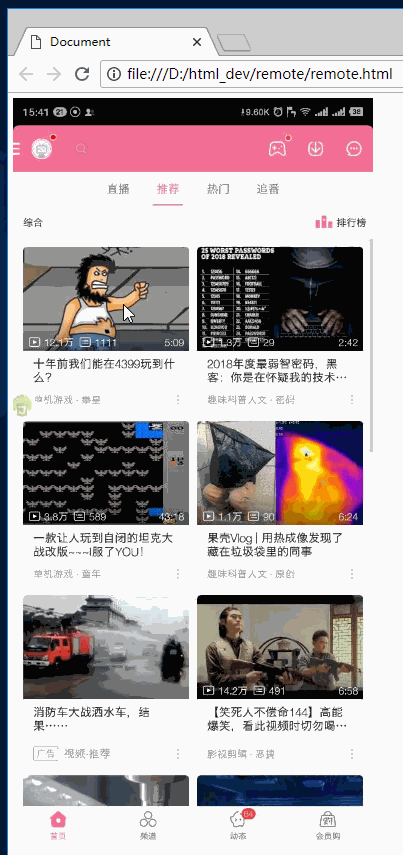 Document
file:///D:/html_dev/remote/remote.html
15:41 21 9.60K 38
直播 推荐 热门 追番
综合 排行榜
25 WORST PASSWORDS
OF 2018 REVEALED
12.1万 1111 5:09
1.3万 29 2:42
十年前我们能在4399玩到什
么?
2018年度最弱智密码,黑
客:你是在怀疑我的技术…
单机游戏 · 拳皇
趣味科普人文 · 密码
3.8万 589 43:18
1.1万 90 6:24
一款让人玩到自闭的坦克大
战改版~~~I服了YOU!
果壳Vlog | 用热成像发现了
藏在垃圾袋里的同事
单机游戏 · 童年
趣味科普人文 · 原创
14.2万 491 6:58
消防车大战洒水车,结
果……
【笑死人不偿命144】高能
爆笑,看此视频时切勿喝…
广告 视频·推荐
影视剪辑 · 恶搞
首页 频道 动态 64 会员购